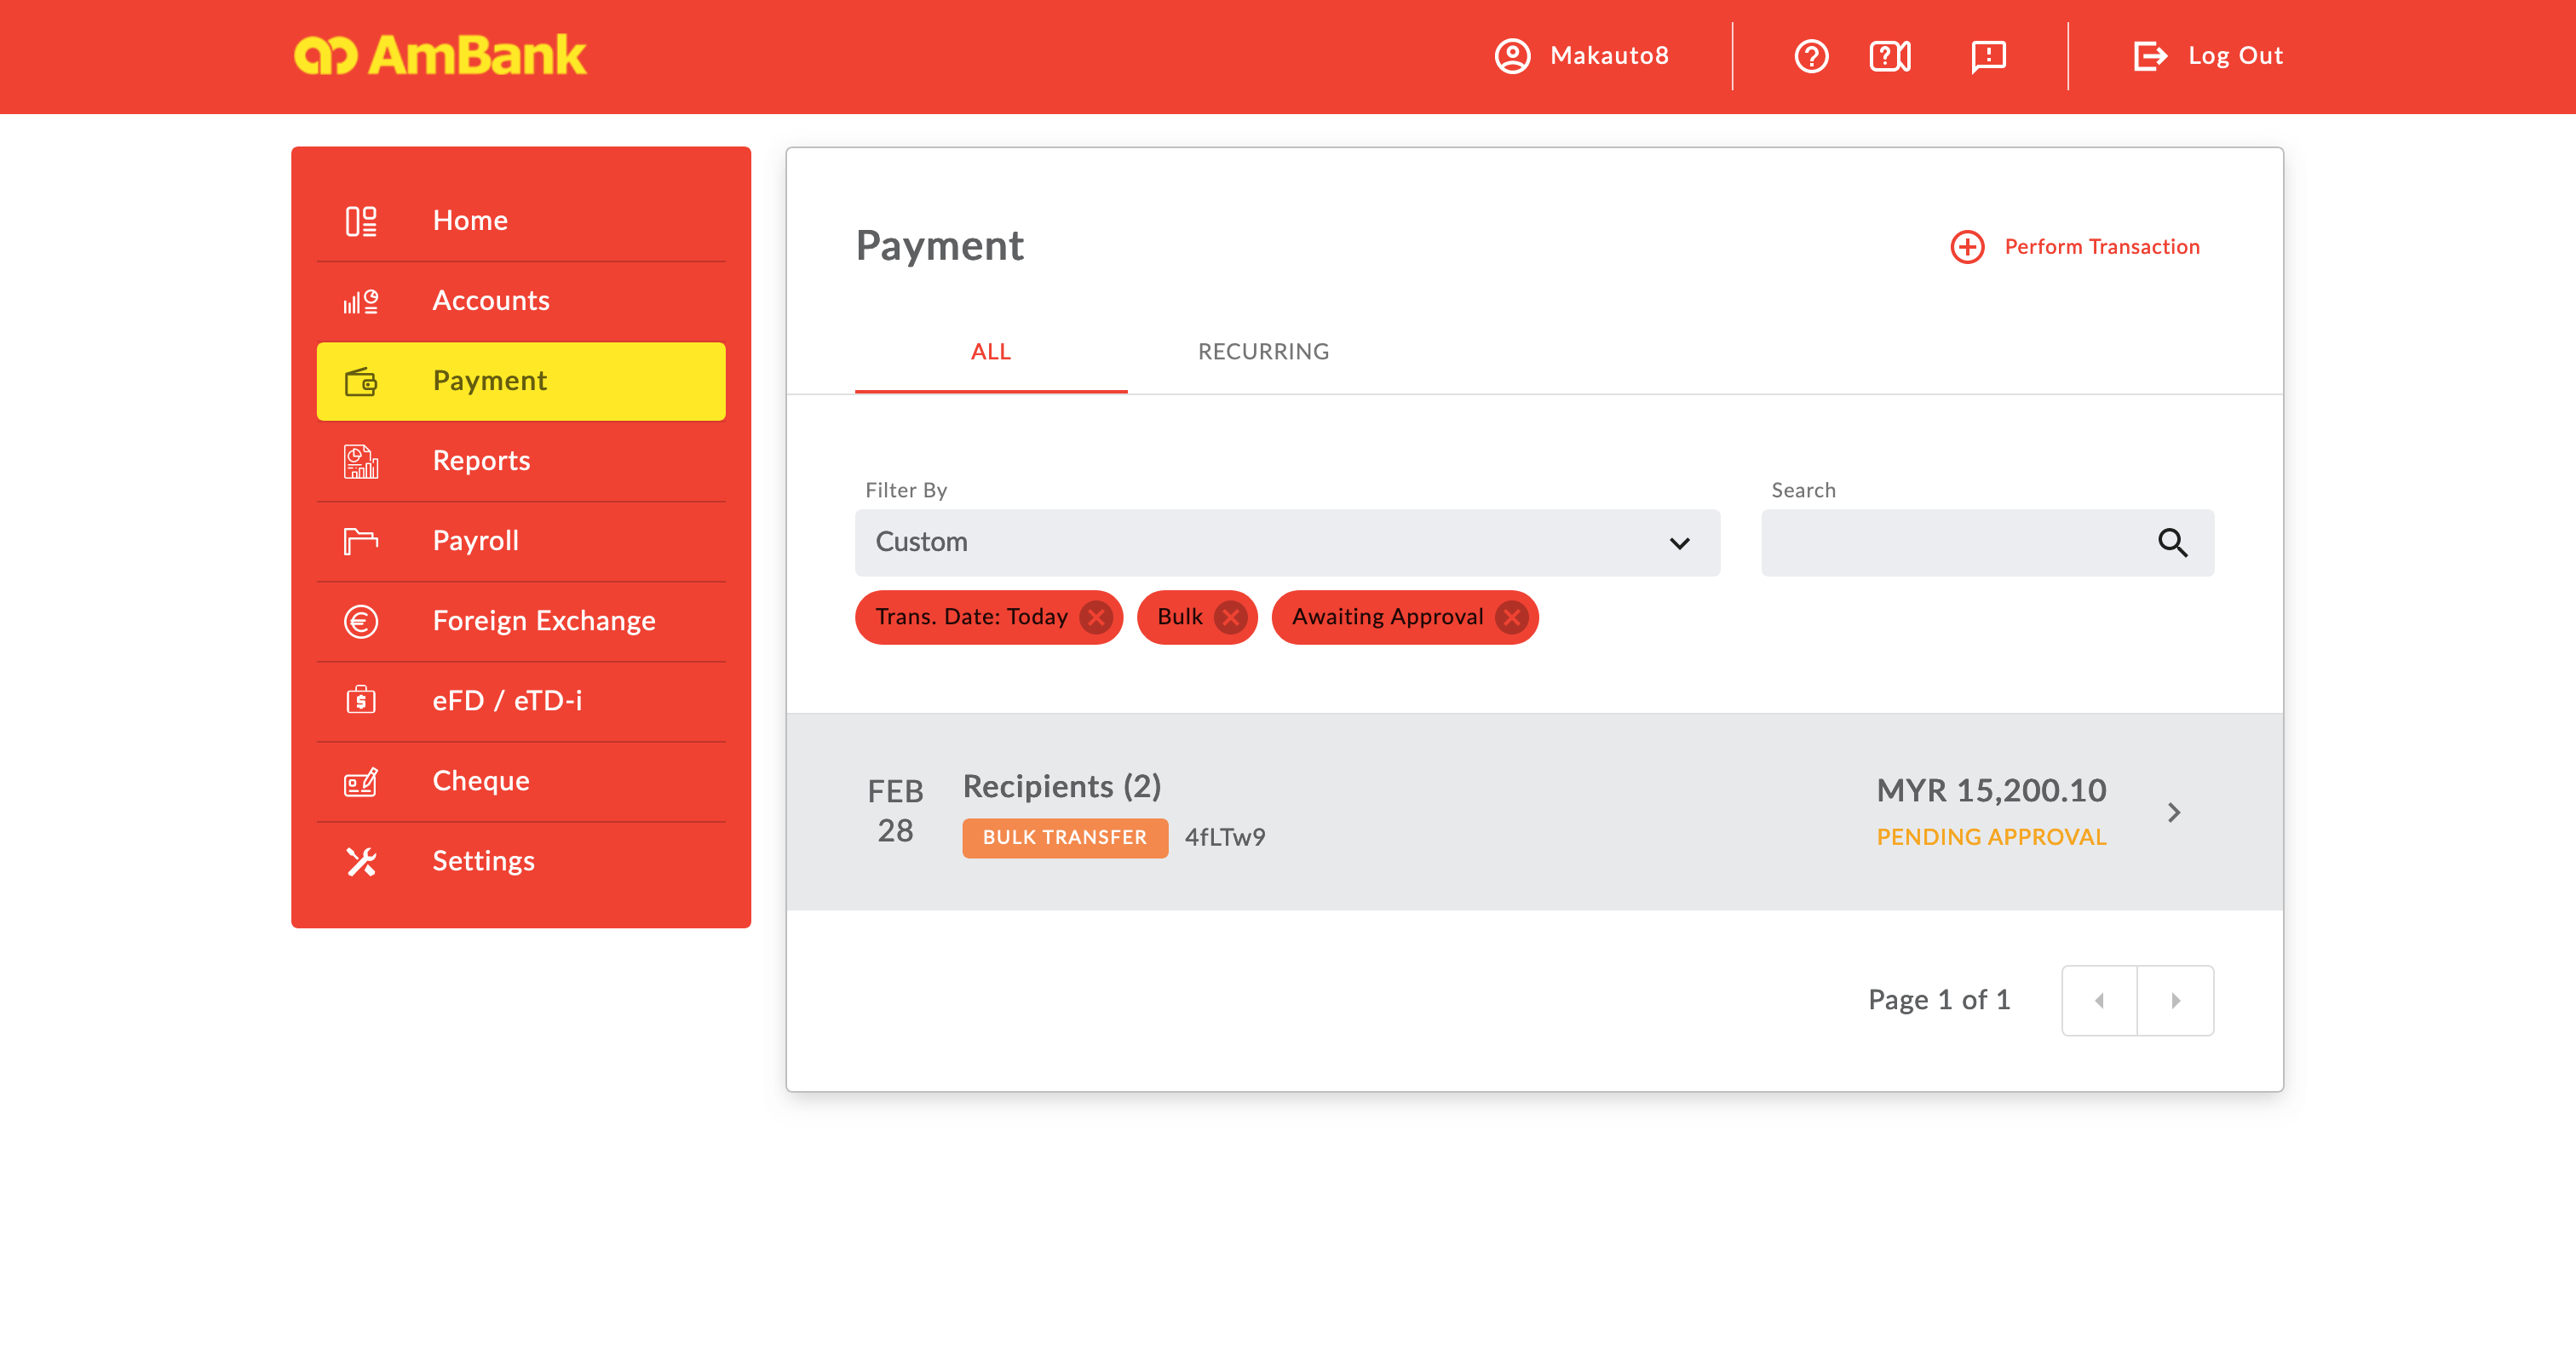 AmBank
Makauto8
Log Out
Home
Accounts
Payment
Reports
Payroll
Foreign Exchange
eFD / eTD-i
Cheque
Settings
Payment
Perform Transaction
ALL
RECURRING
Filter By
Custom
Search
Trans. Date: Today
Bulk
Awaiting Approval
FEB
28
Recipients (2)
BULK TRANSFER
4fLTw9
MYR 15,200.10
PENDING APPROVAL
Page 1 of 1